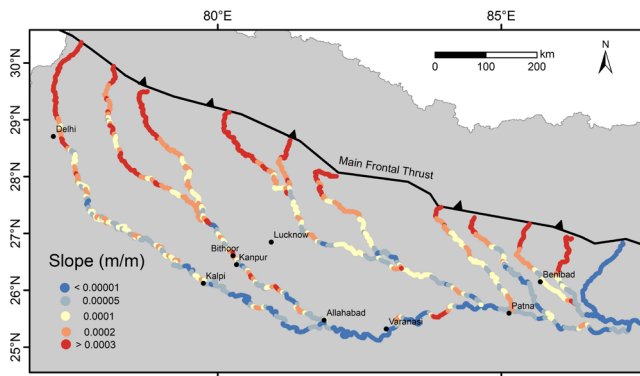 80°E
85°E
30°N
29°N
28°N
27°N
26°N
25°N
km
0
100
200
N
Delhi
Main Frontal Thrust
Lucknow
Bithoor
Kanpur
Kalpi
Benibad
Allahabad
Varanasi
Patna
Slope (m/m)
< 0.00001
0.00005
0.0001
0.0002
> 0.0003